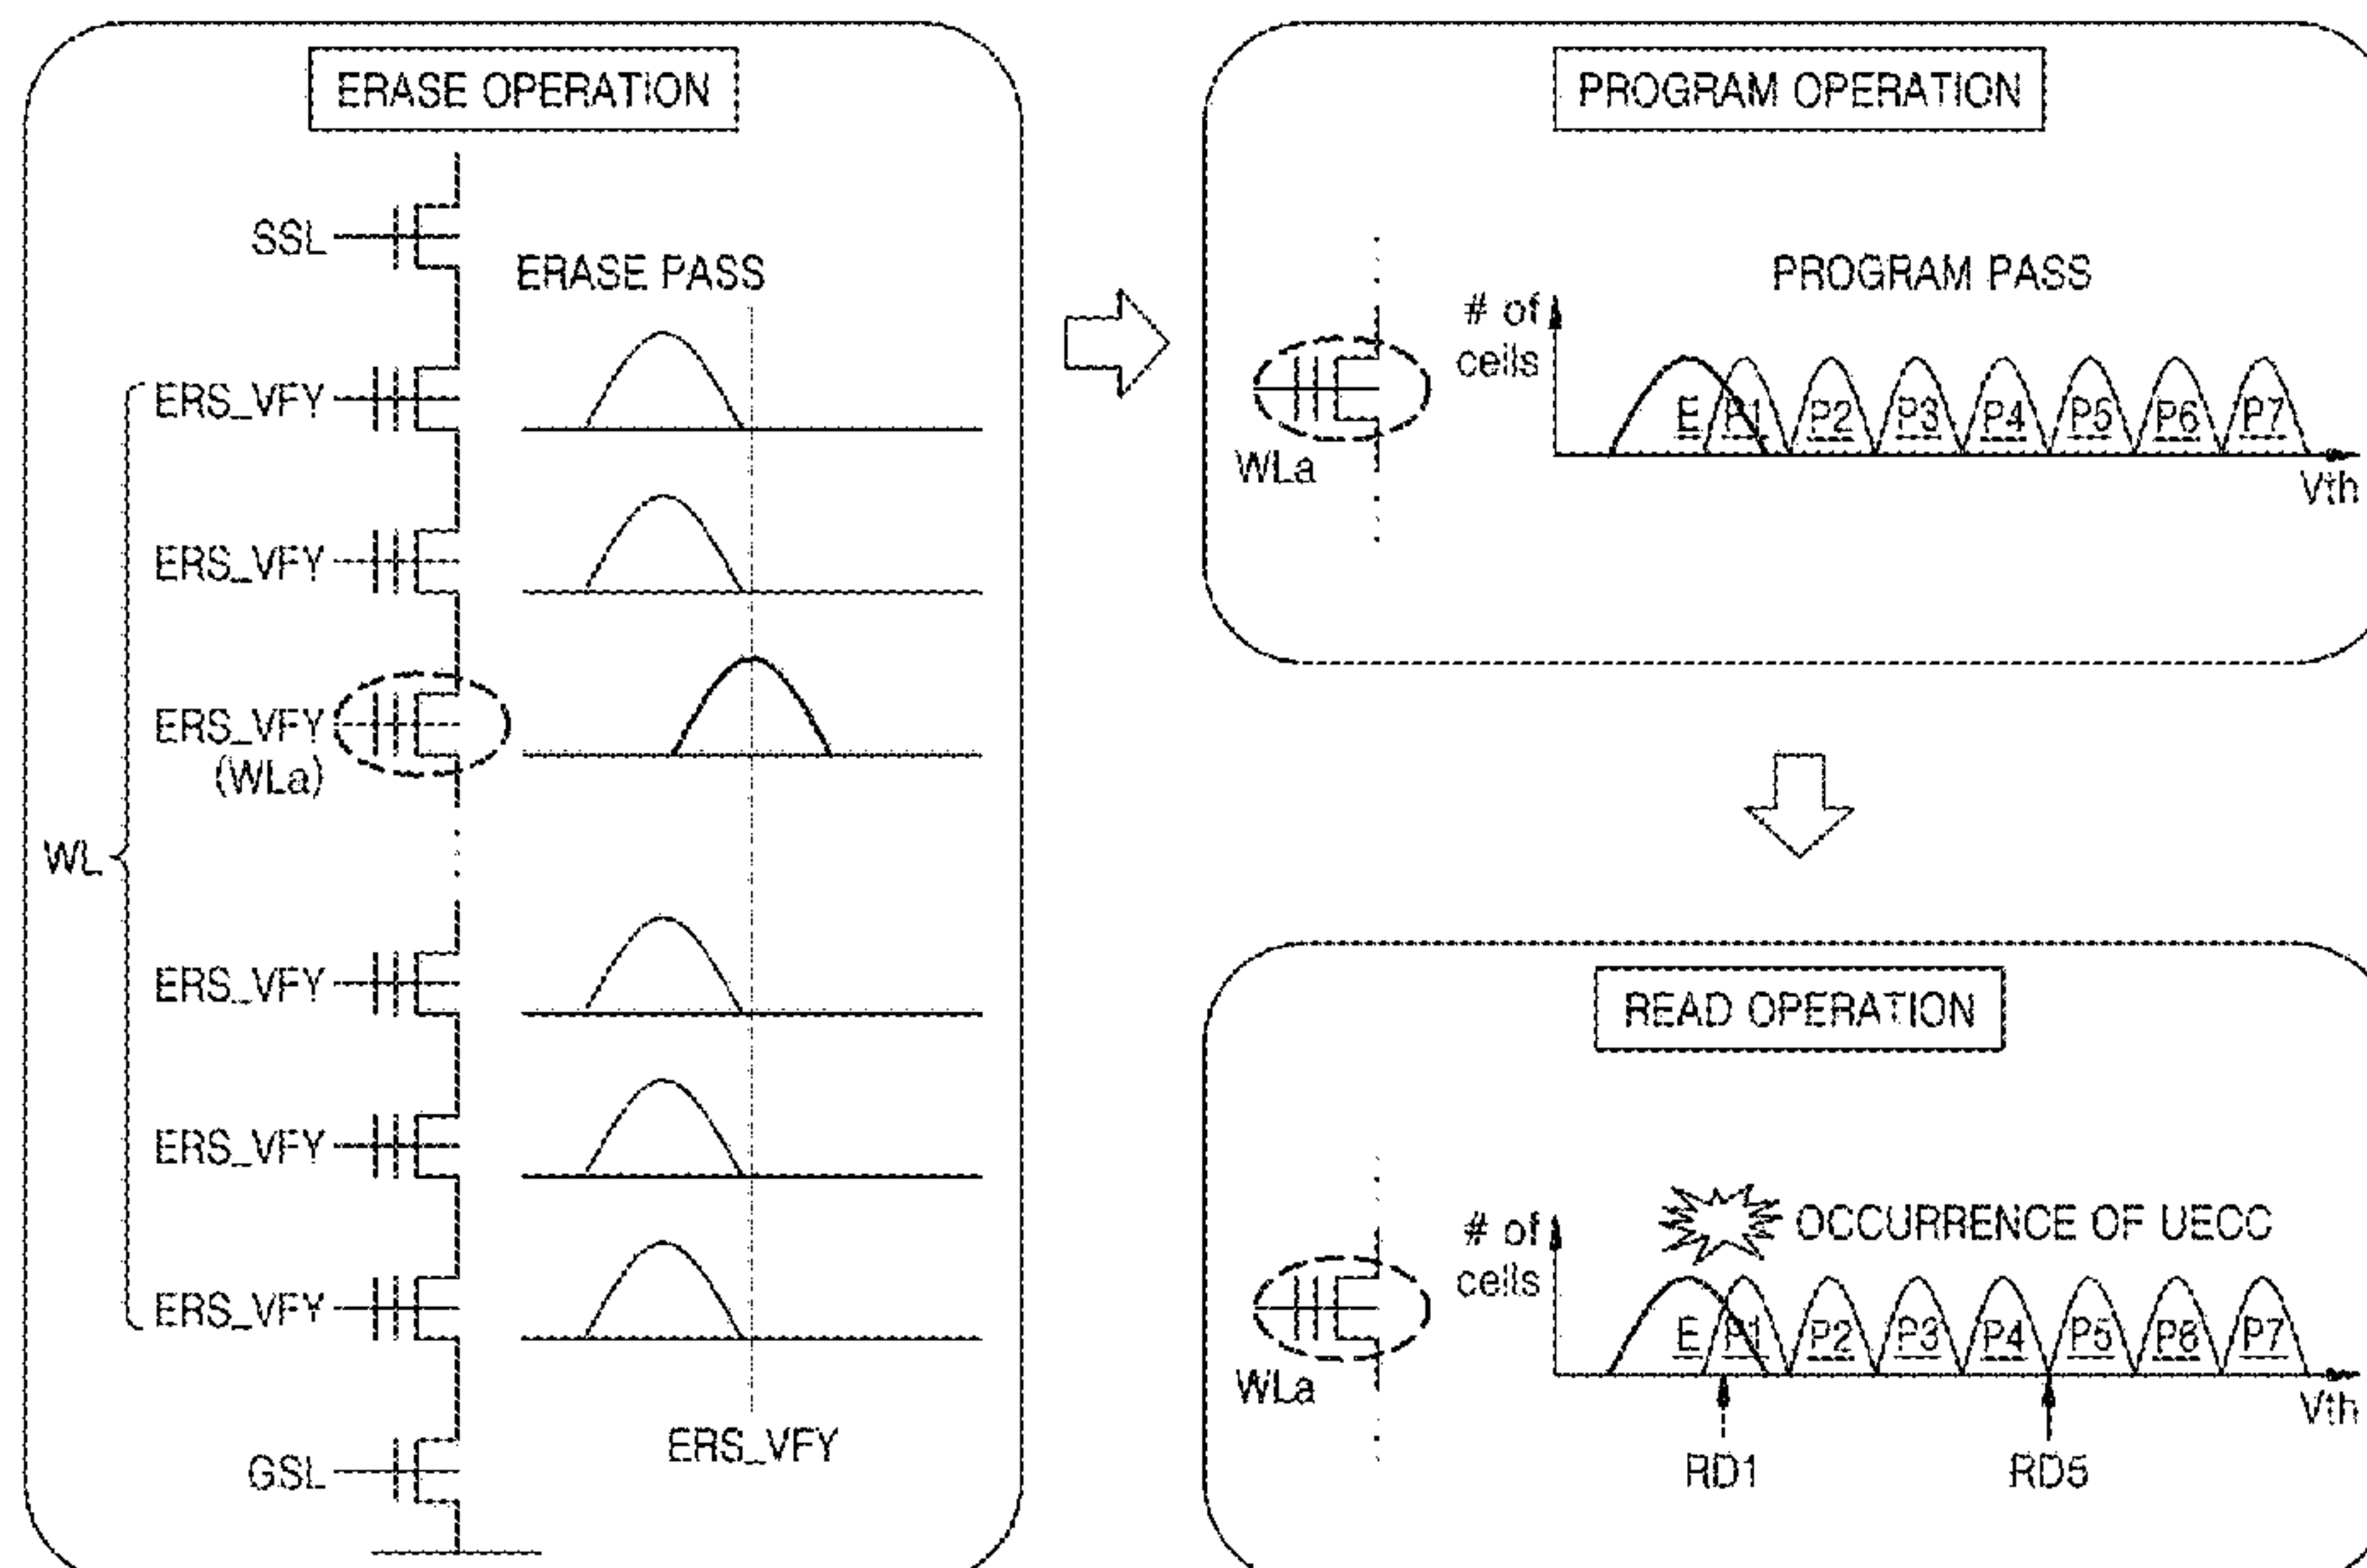 ERASE OPERATION
SSL
ERASE PASS
ERS_VFY
ERS_VFY
ERS_VFY
(WLa)
WL
ERS_VFY
ERS_VFY
ERS_VFY
ERS_VFY
GSL
PROGRAM OPERATION
PROGRAM PASS
# of
cells
E P1 P2 P3 P4 P5 P6 P7
WLa
Vth
READ OPERATION
OCCURRENCE OF UECC
# of
cells
E P1 P2 P3 P4 P5 P6 P7
WLa
Vth
RD1 RD5